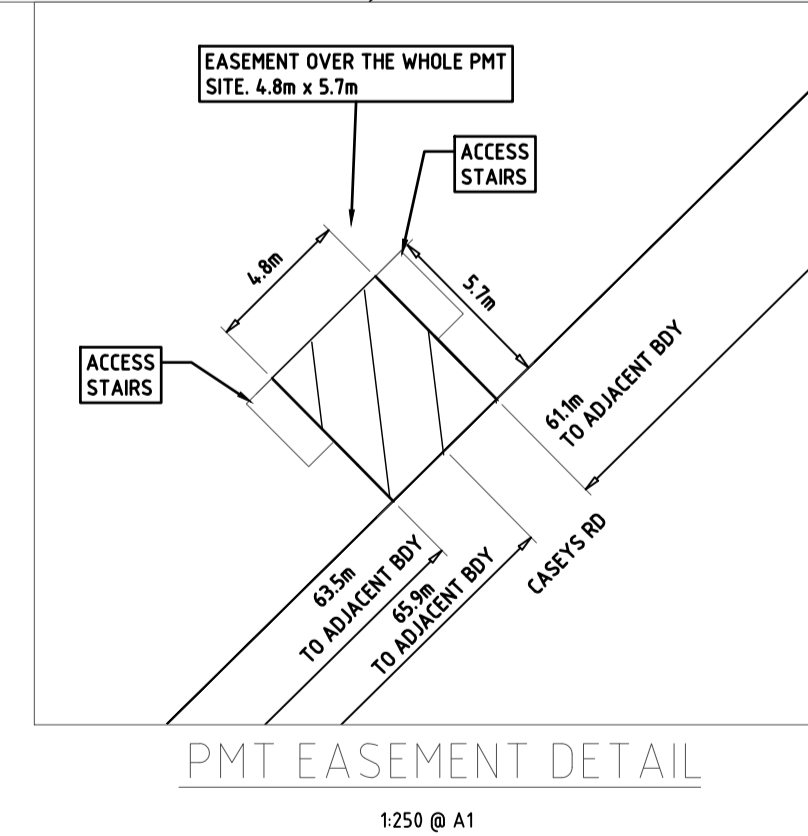 EASEMENT OVER THE WHOLE PMT
SITE. 4.8m x 5.7m
ACCESS
STAIRS
4.8m
5.7m
ACCESS
STAIRS
61.1m
TO ADJACENT BDY
CASEYS RD
63.5m
TO ADJACENT BDY
65.9m
TO ADJACENT BDY
PMT EASEMENT DETAIL
1:250 @ A1